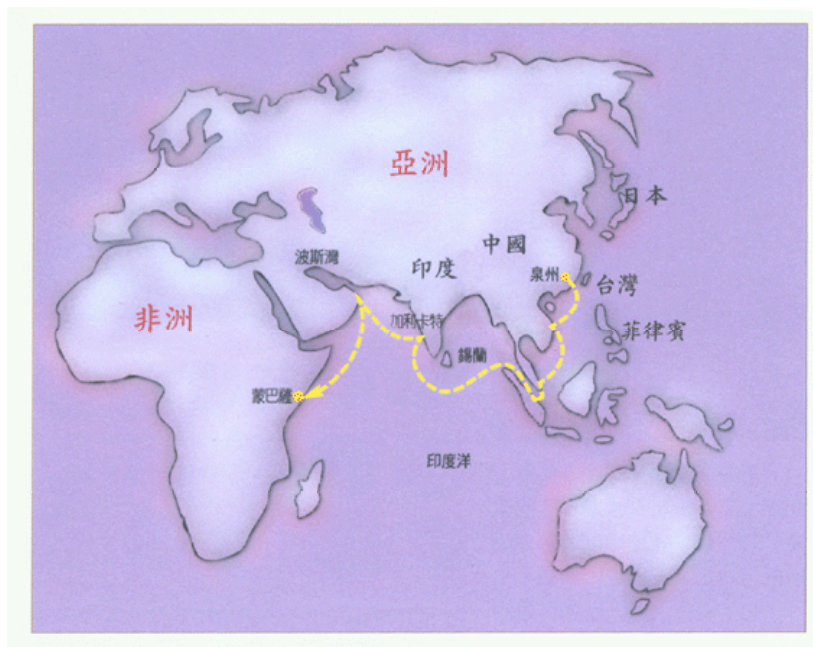 亞洲
日本
中國
波斯灣
印度
泉州
台灣
非洲
加利卡特
菲律賓
錫蘭
蒙巴薩
印度洋